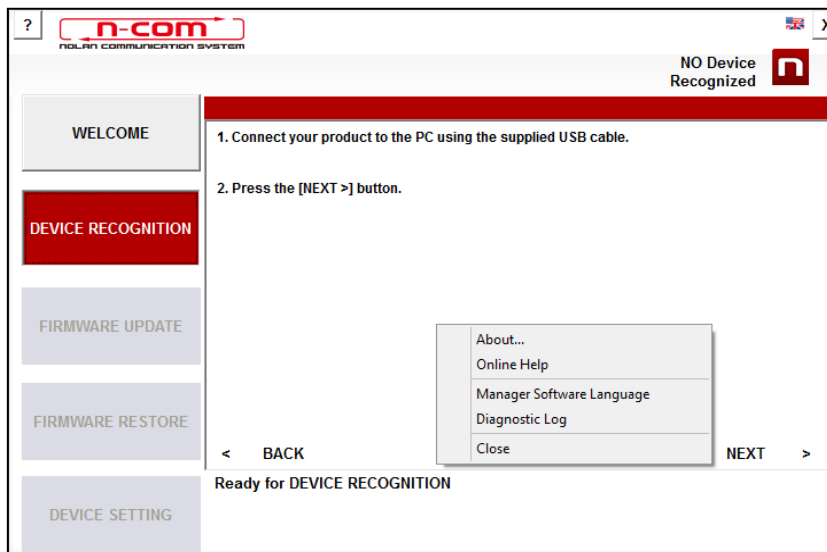 ?
n-com
NOLAN COMMUNICATION SYSTEM
X
NO Device
Recognized
n
WELCOME
1. Connect your product to the PC using the supplied USB cable.
2. Press the [NEXT >] button.
DEVICE RECOGNITION
FIRMWARE UPDATE
About...
Online Help
Manager Software Language
Diagnostic Log
Close
FIRMWARE RESTORE
< BACK
NEXT >
Ready for DEVICE RECOGNITION
DEVICE SETTING